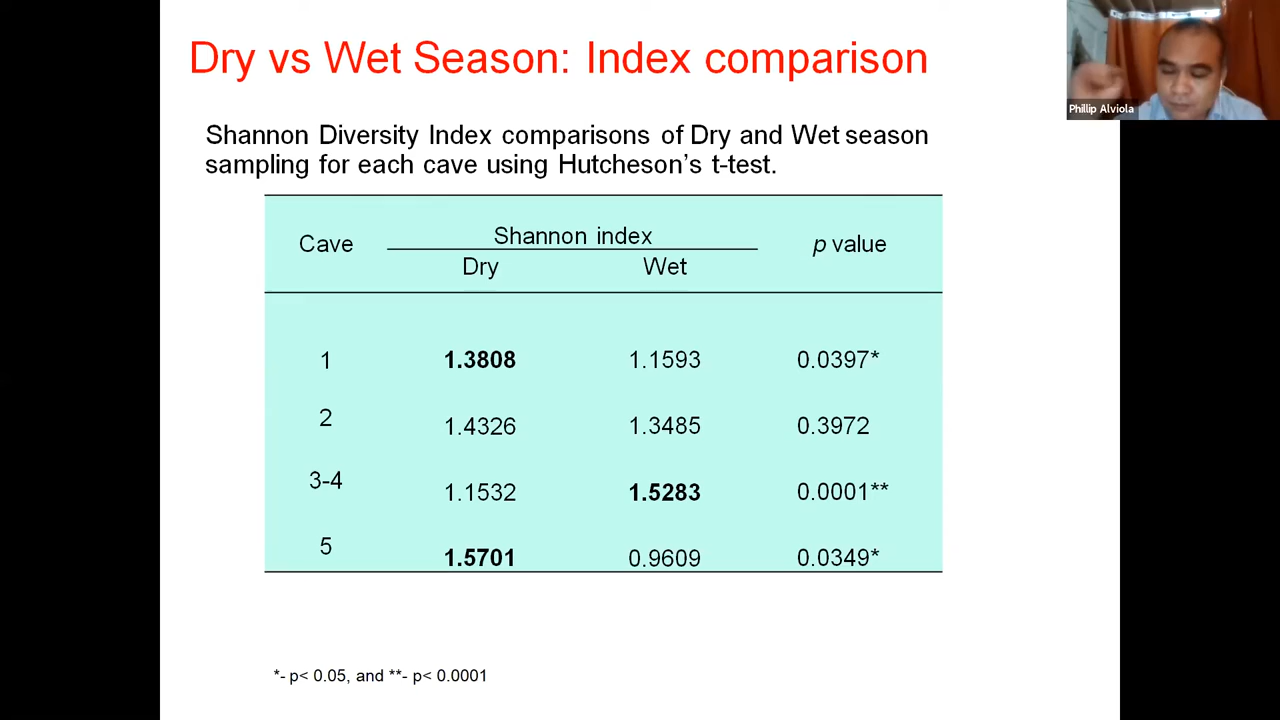 Dry vs Wet Season: Index comparison
Phillip Alviola
Shannon Diversity Index comparisons of Dry and Wet season
sampling for each cave using Hutcheson’s t-test.
Cave Shannon index p value
Dry Wet
1 1.3808 1.1593 0.0397*
2 1.4326 1.3485 0.3972
3-4 1.1532 1.5283 0.0001**
5 1.5701 0.9609 0.0349*
*- p< 0.05, and **- p< 0.0001